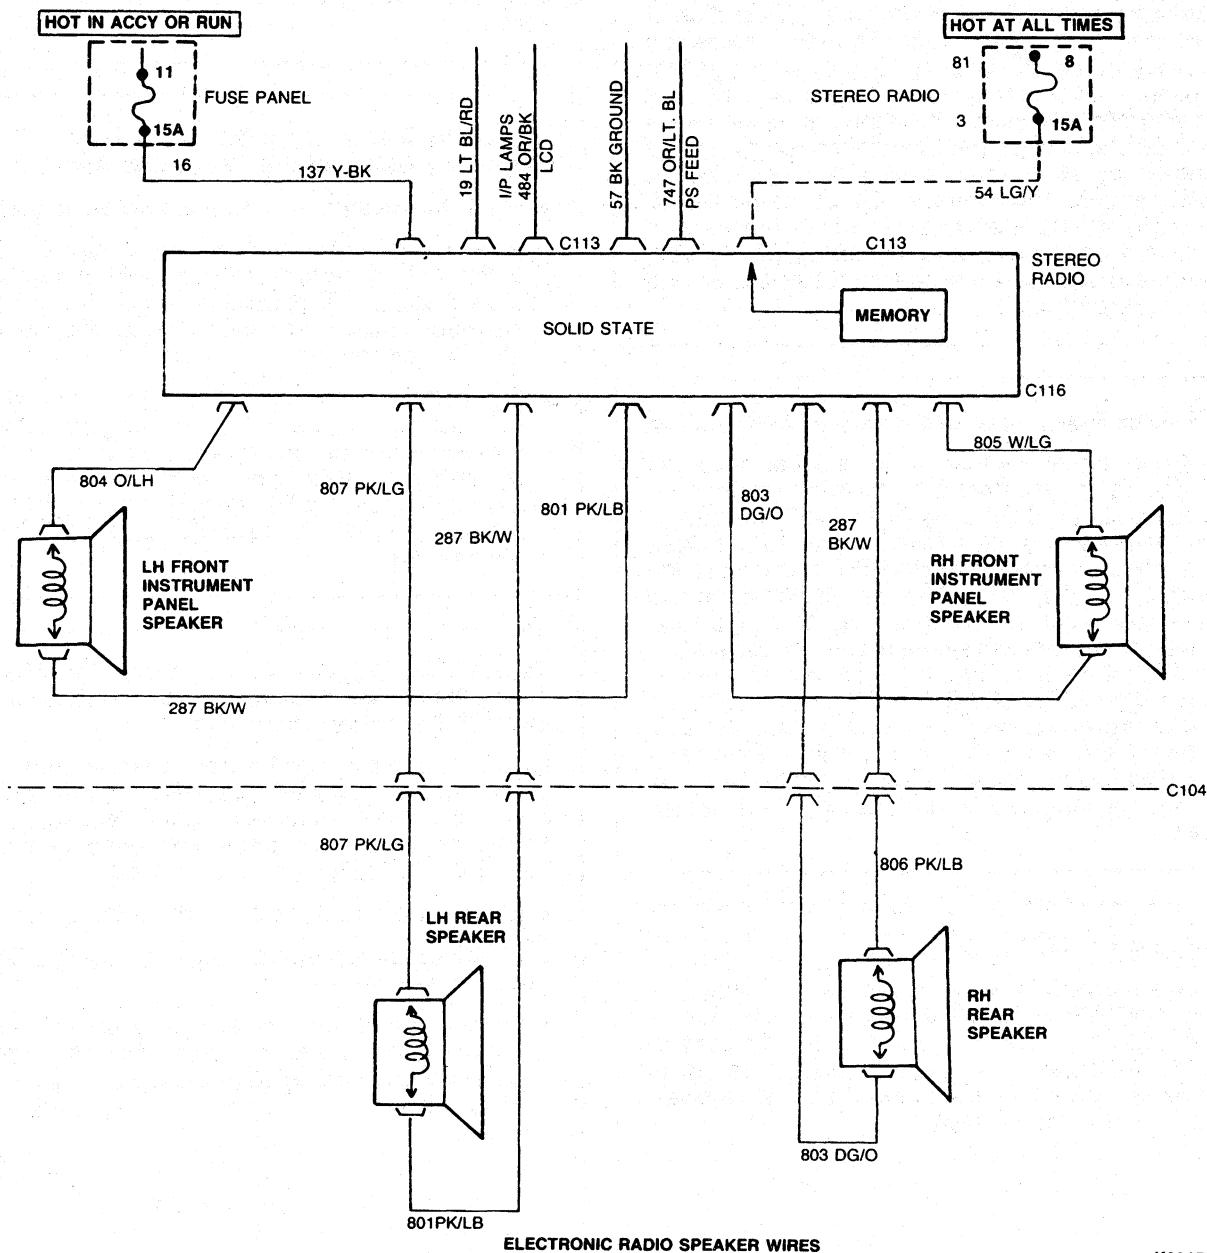 HOT IN ACCY OR RUN
HOT AT ALL TIMES
11
FUSE PANEL
15A
16
137 Y-BK
19 LT BL/RD
I/P LAMPS
484 OR/BK
LCD
57 BK GROUND
747 OR/LT. BL
PS FEED
81
8
STEREO RADIO
3
15A
54 LG/Y
C113
C113
STEREO
RADIO
SOLID STATE
MEMORY
C116
804 O/LH
807 PK/LG
287 BK/W
801 PK/LB
803
DG/O
287
BK/W
805 W/LG
LH FRONT
INSTRUMENT
PANEL
SPEAKER
RH FRONT
INSTRUMENT
PANEL
SPEAKER
287 BK/W
C104
807 PK/LG
806 PK/LB
LH REAR
SPEAKER
RH
REAR
SPEAKER
803 DG/O
801PK/LB
ELECTRONIC RADIO SPEAKER WIRES